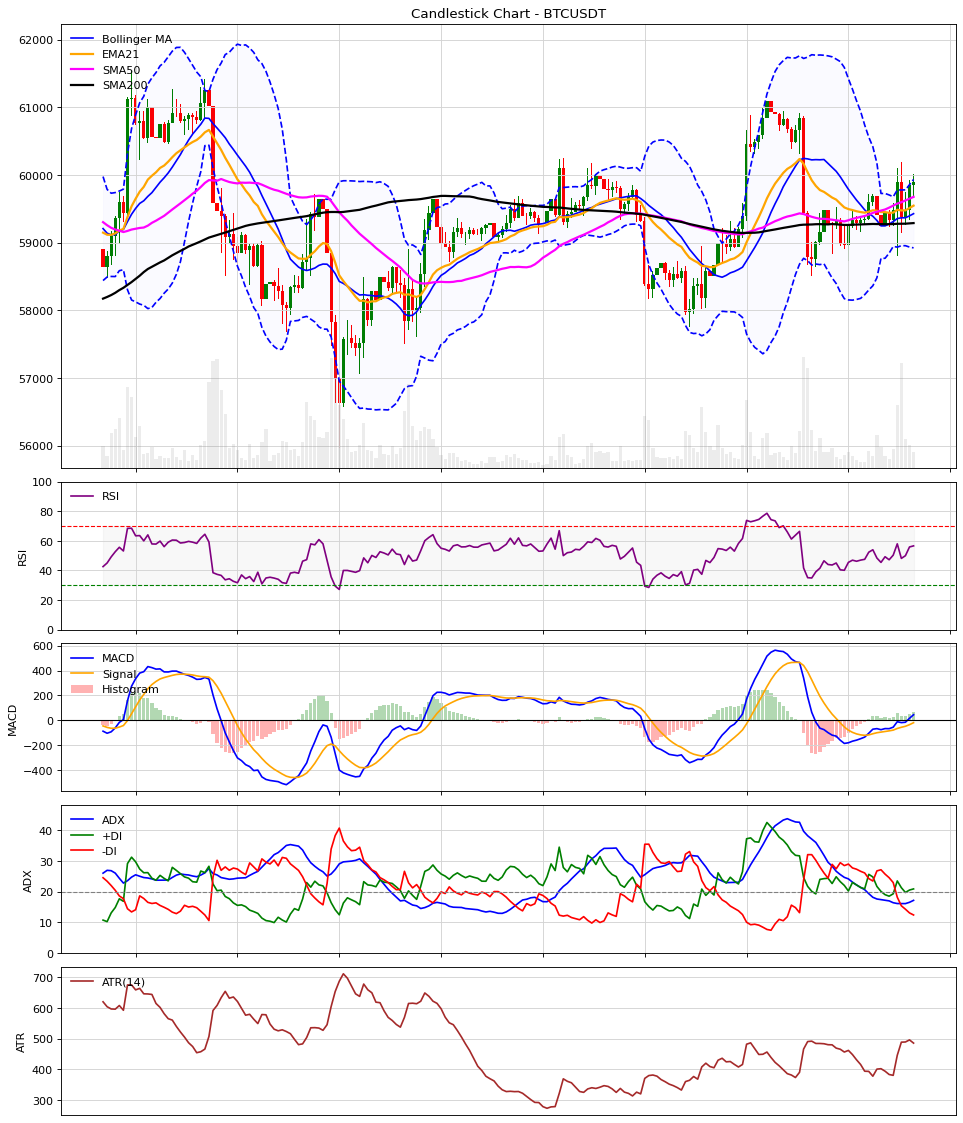 Candlestick Chart - BTCUSDT
62000
61000
60000
59000
58000
57000
56000
Bollinger MA
EMA21
SMA50
SMA200
100
80
60
40
20
0
RSI
RSI
600
400
200
0
−200
−400
MACD
MACD
Signal
Histogram
40
30
20
10
0
ADX
ADX
+DI
-DI
700
600
500
400
300
ATR
ATR(14)